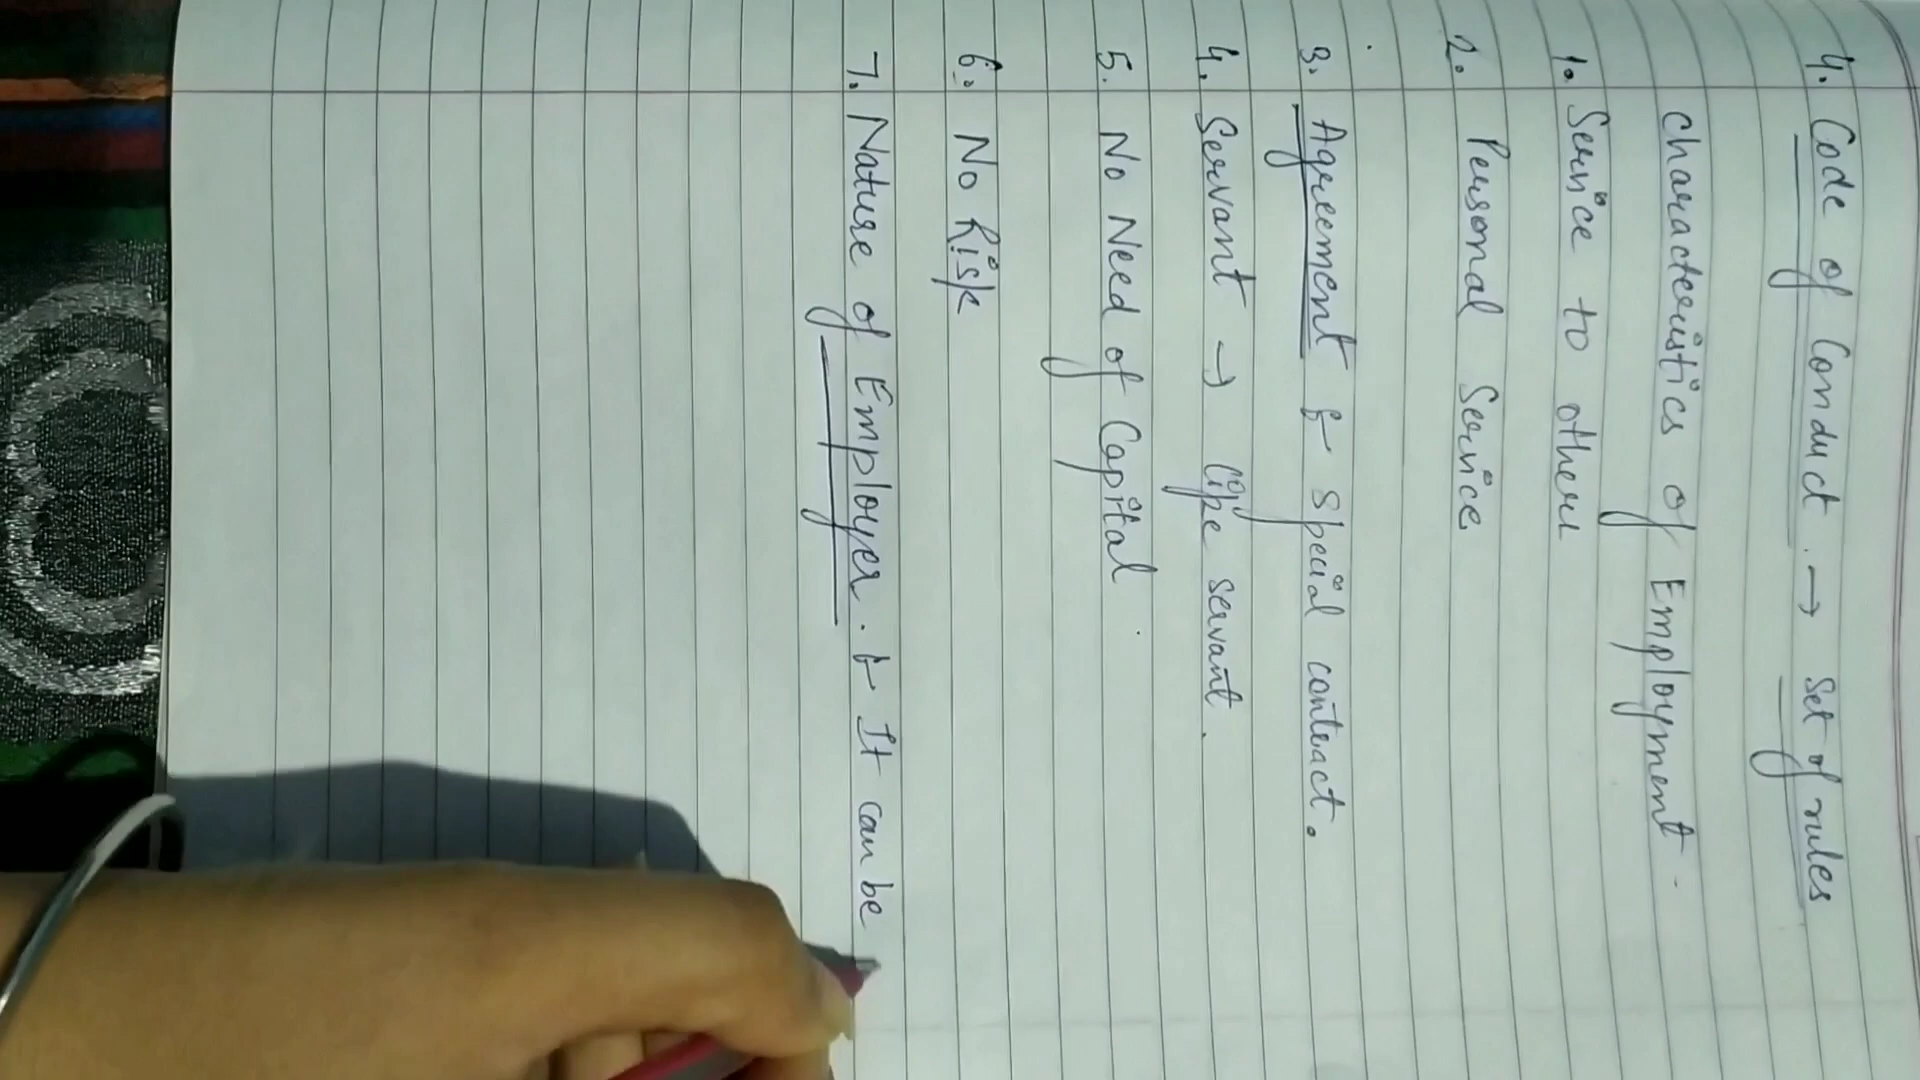 4. Code of Conduct. → Set of rules
Characteristics of Employment.
1. Service to others
2. Personal Service
3. Agreement & Special contract.
4. Servant → life servant.
5. No Need of Capital
6. No Risk
7. Nature of Employer. & It can be